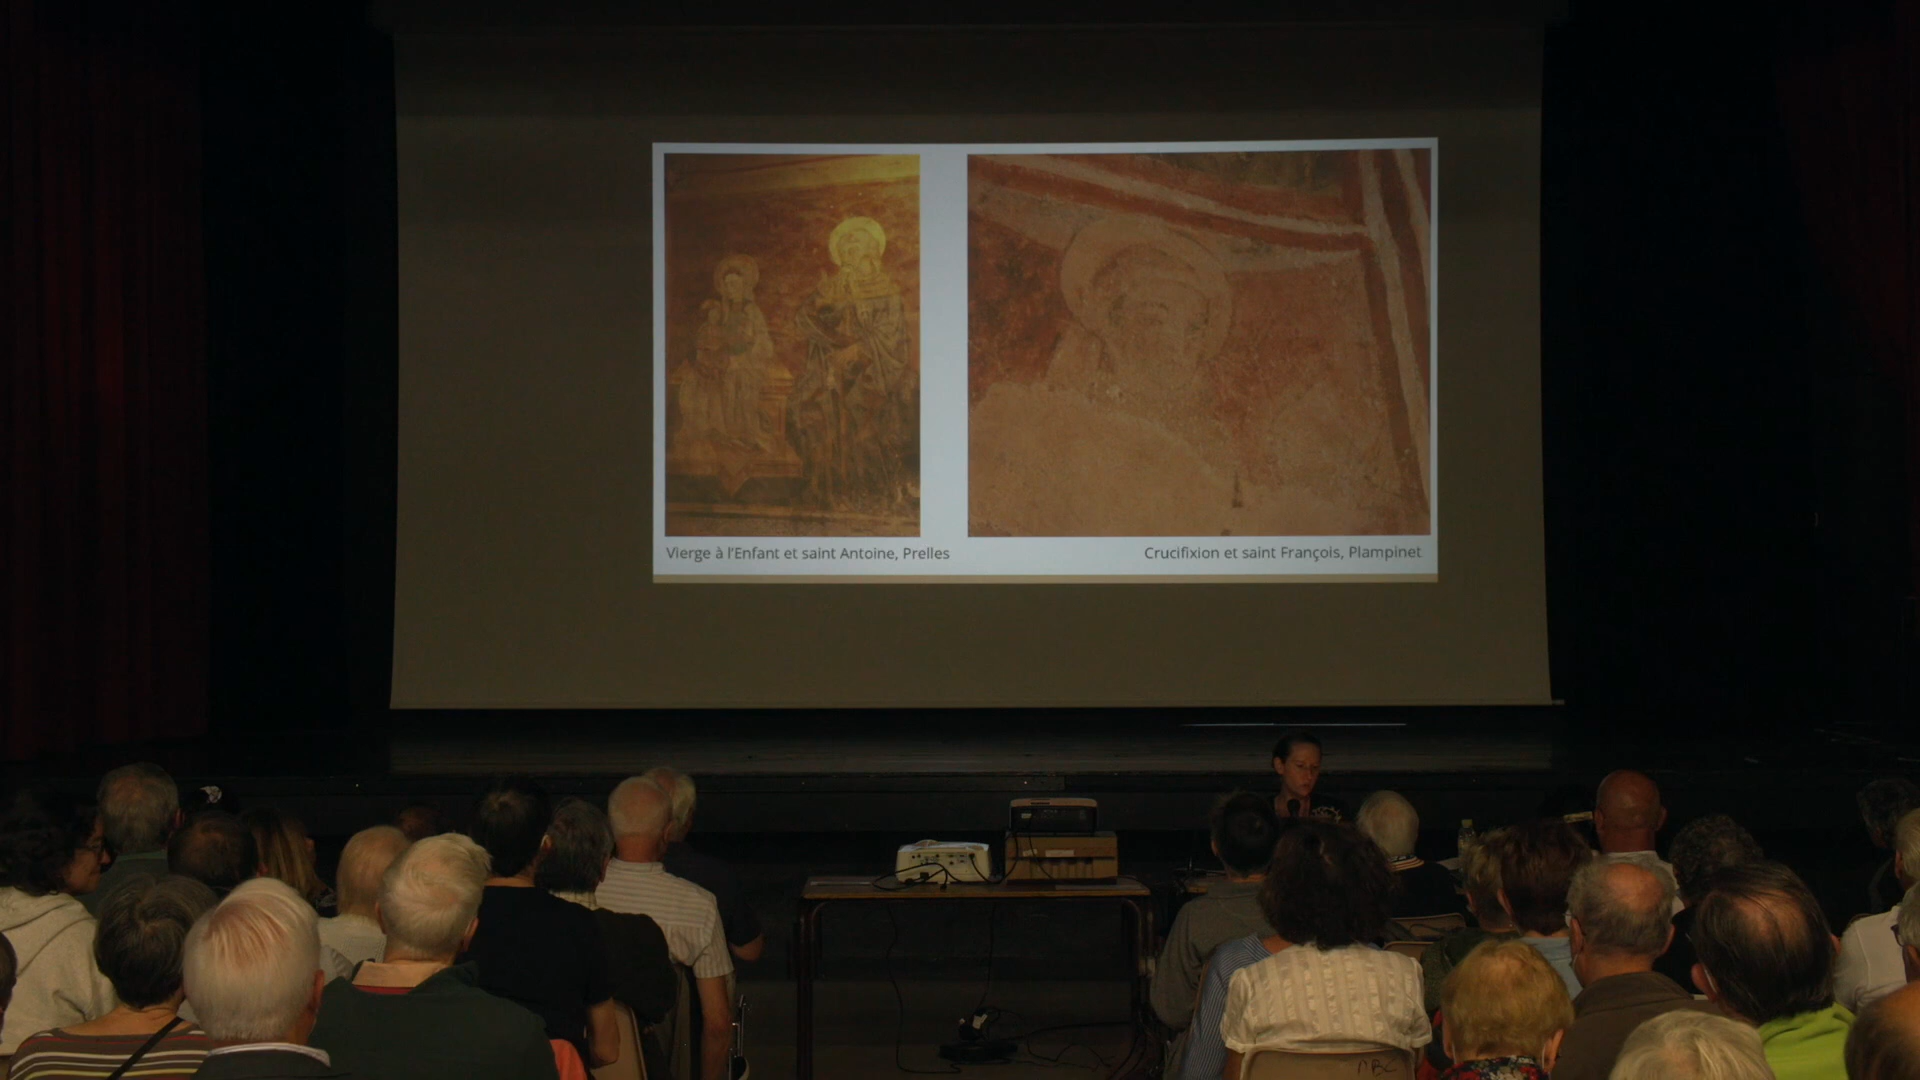 Vierge à l'Enfant et saint Antoine, Prelles
Crucifixion et saint François, Plampinet